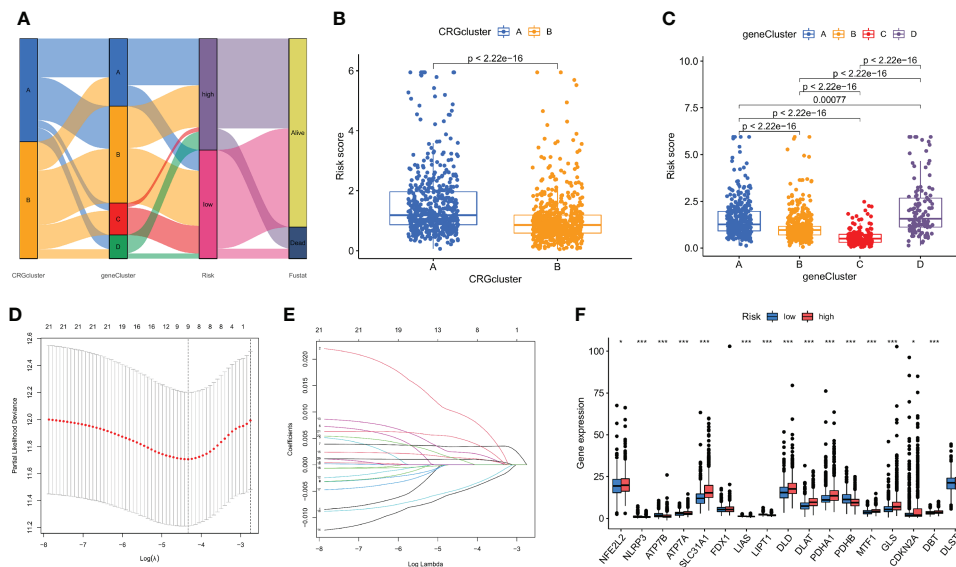 A
A
B
A
B
C
D
high
low
Alive
Dead
CRGcluster
geneCluster
Risk
Fustat
B
CRGcluster
A
B
p < 2.22e−16
6
4
2
0
Risk score
A
B
CRGcluster
C
geneCluster
A
B
C
D
p < 2.22e−16
p < 2.22e−16
p < 2.22e−16
0.00077
p < 2.22e−16
p < 2.22e−16
10.0
7.5
5.0
2.5
0.0
Risk score
A
B
C
D
geneCluster
D
21 21 21 19 16 16 12 9 9 8 8 4 1
12.6
12.4
12.0
11.8
11.6
11.2
Partial Likelihood Deviance
−8 −7 −6 −5 −4 −3
Log(λ)
E
21 21 19 13 8 1
0.020
0.015
0.010
0.005
0.000
−0.005
−0.010
Coefficients
−8 −7 −6 −5 −4 −3
Log Lambda
F
Risk
low
high
* *** *** *** *** *** *** *** *** *** *** *** *** * ***
100
75
50
25
0
Gene expression
NFE2L2
NLRP3
ATP7B
ATP7A
SLC31A1
FDX1
LIAS
LIPT1
DLD
DLAT
PDHA1
PDHB
MTF1
GLS
CDKN2A
DBT
DLST